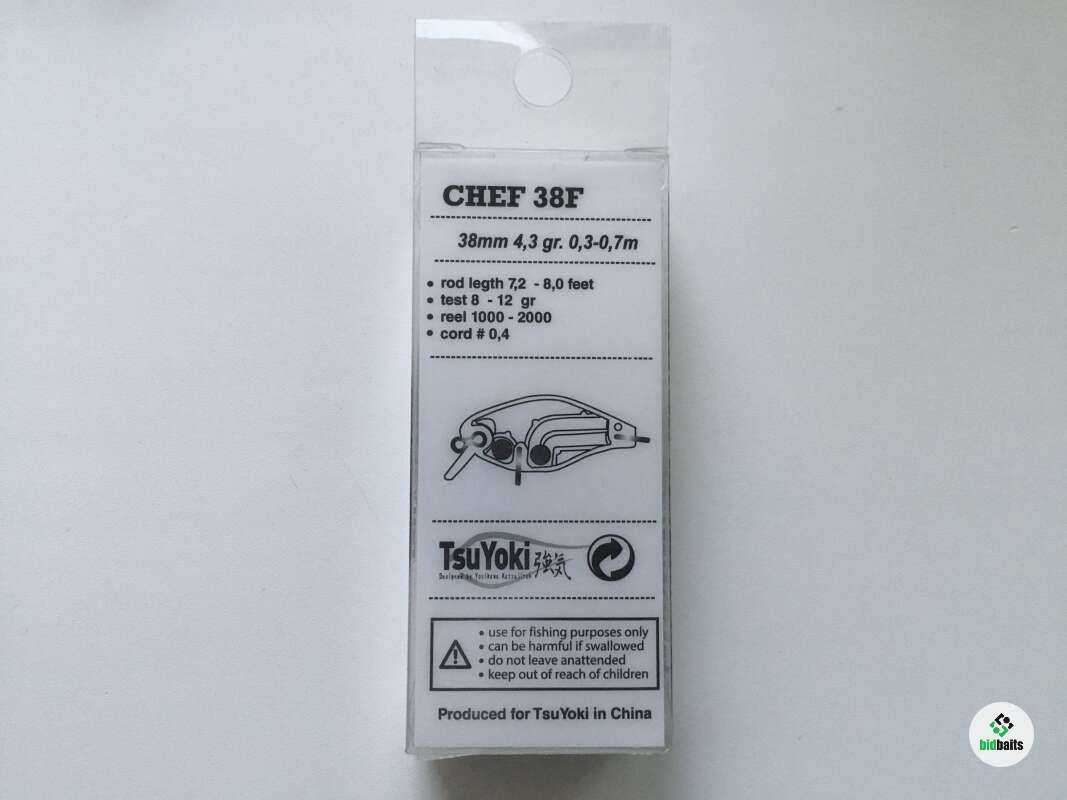 CHEF 38F
38mm 4,3 gr. 0,3-0,7m
• rod legth 7,2 - 8,0 feet
• test 8 - 12 gr
• reel 1000 - 2000
• cord # 0,4
TsuYoki 強気
Designed by
• use for fishing purposes only
• can be harmful if swallowed
• do not leave anattended
• keep out of reach of children
Produced for TsuYoki in China
bidbaits